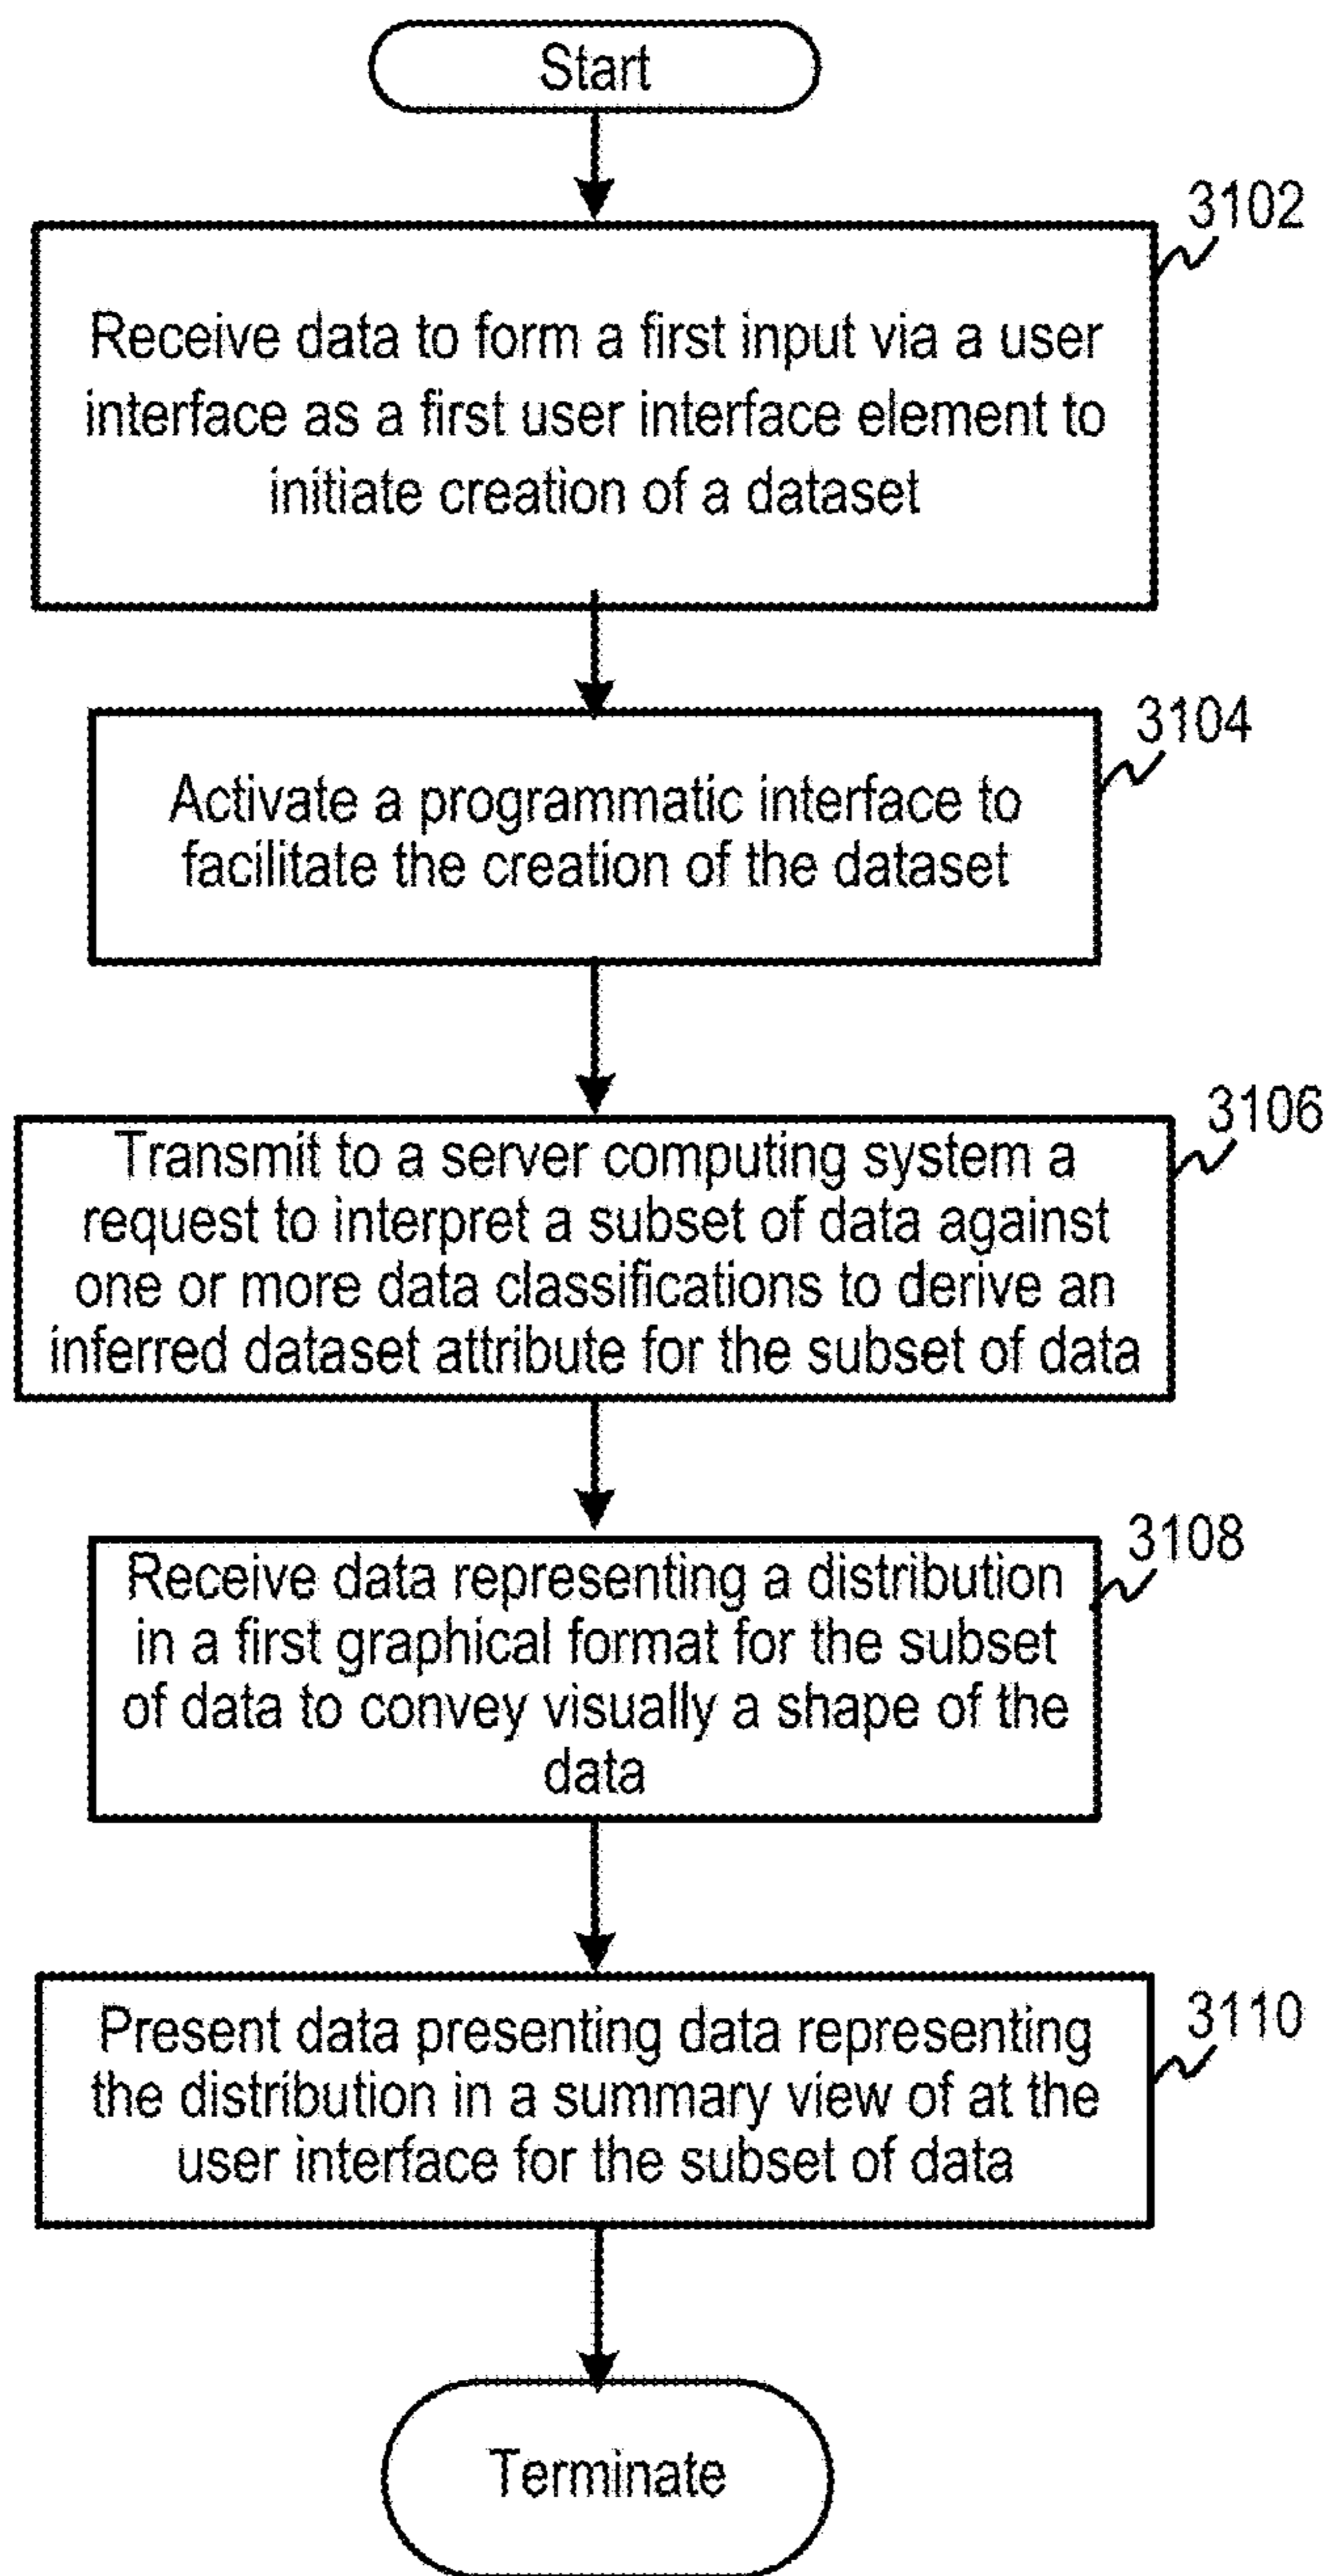 Start
3102
Receive data to form a first input via a user
interface as a first user interface element to
initiate creation of a dataset
3104
Activate a programmatic interface to
facilitate the creation of the dataset
3106
Transmit to a server computing system a
request to interpret a subset of data against
one or more data classifications to derive an
inferred dataset attribute for the subset of data
3108
Receive data representing a distribution
in a first graphical format for the subset
of data to convey visually a shape of the
data
3110
Present data presenting data representing
the distribution in a summary view of at the
user interface for the subset of data
Terminate